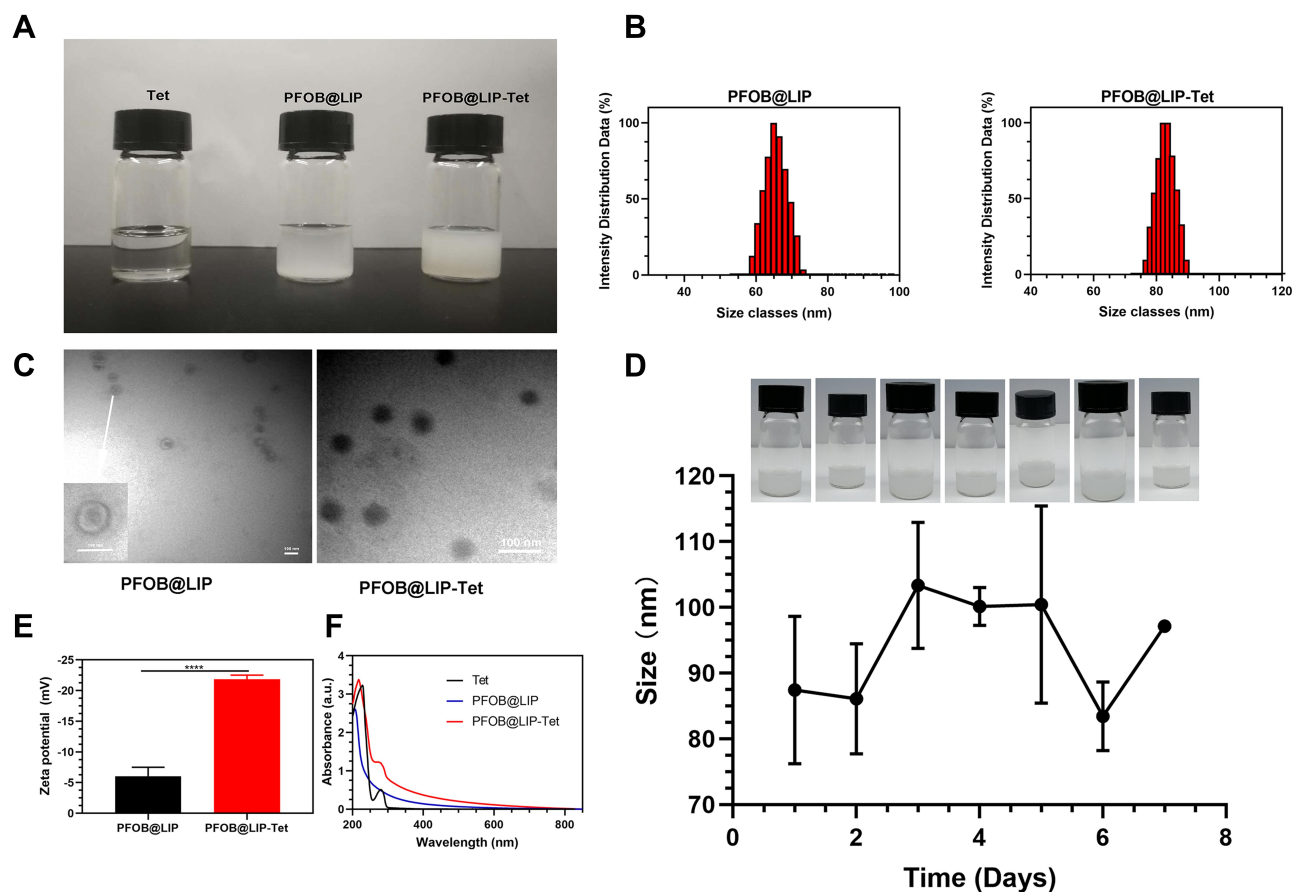 A
Tet
PFOB@LIP
PFOB@LIP-Tet
B
PFOB@LIP
Intensity Distribution Data (%)
100
50
0
40
60
80
100
Size classes (nm)
PFOB@LIP-Tet
Intensity Distribution Data (%)
100
50
0
40
60
80
100
120
Size classes (nm)
C
100 nm
100 nm
PFOB@LIP
PFOB@LIP-Tet
D
120
110
100
90
80
70
Size (nm)
0
2
4
6
8
Time (Days)
E
Zeta potential (mV)
-25
-20
-15
-10
-5
0
****
PFOB@LIP
PFOB@LIP-Tet
F
Absorbance (a.u.)
4
3
2
1
0
Tet
PFOB@LIP
PFOB@LIP-Tet
200
400
600
800
Wavelength (nm)